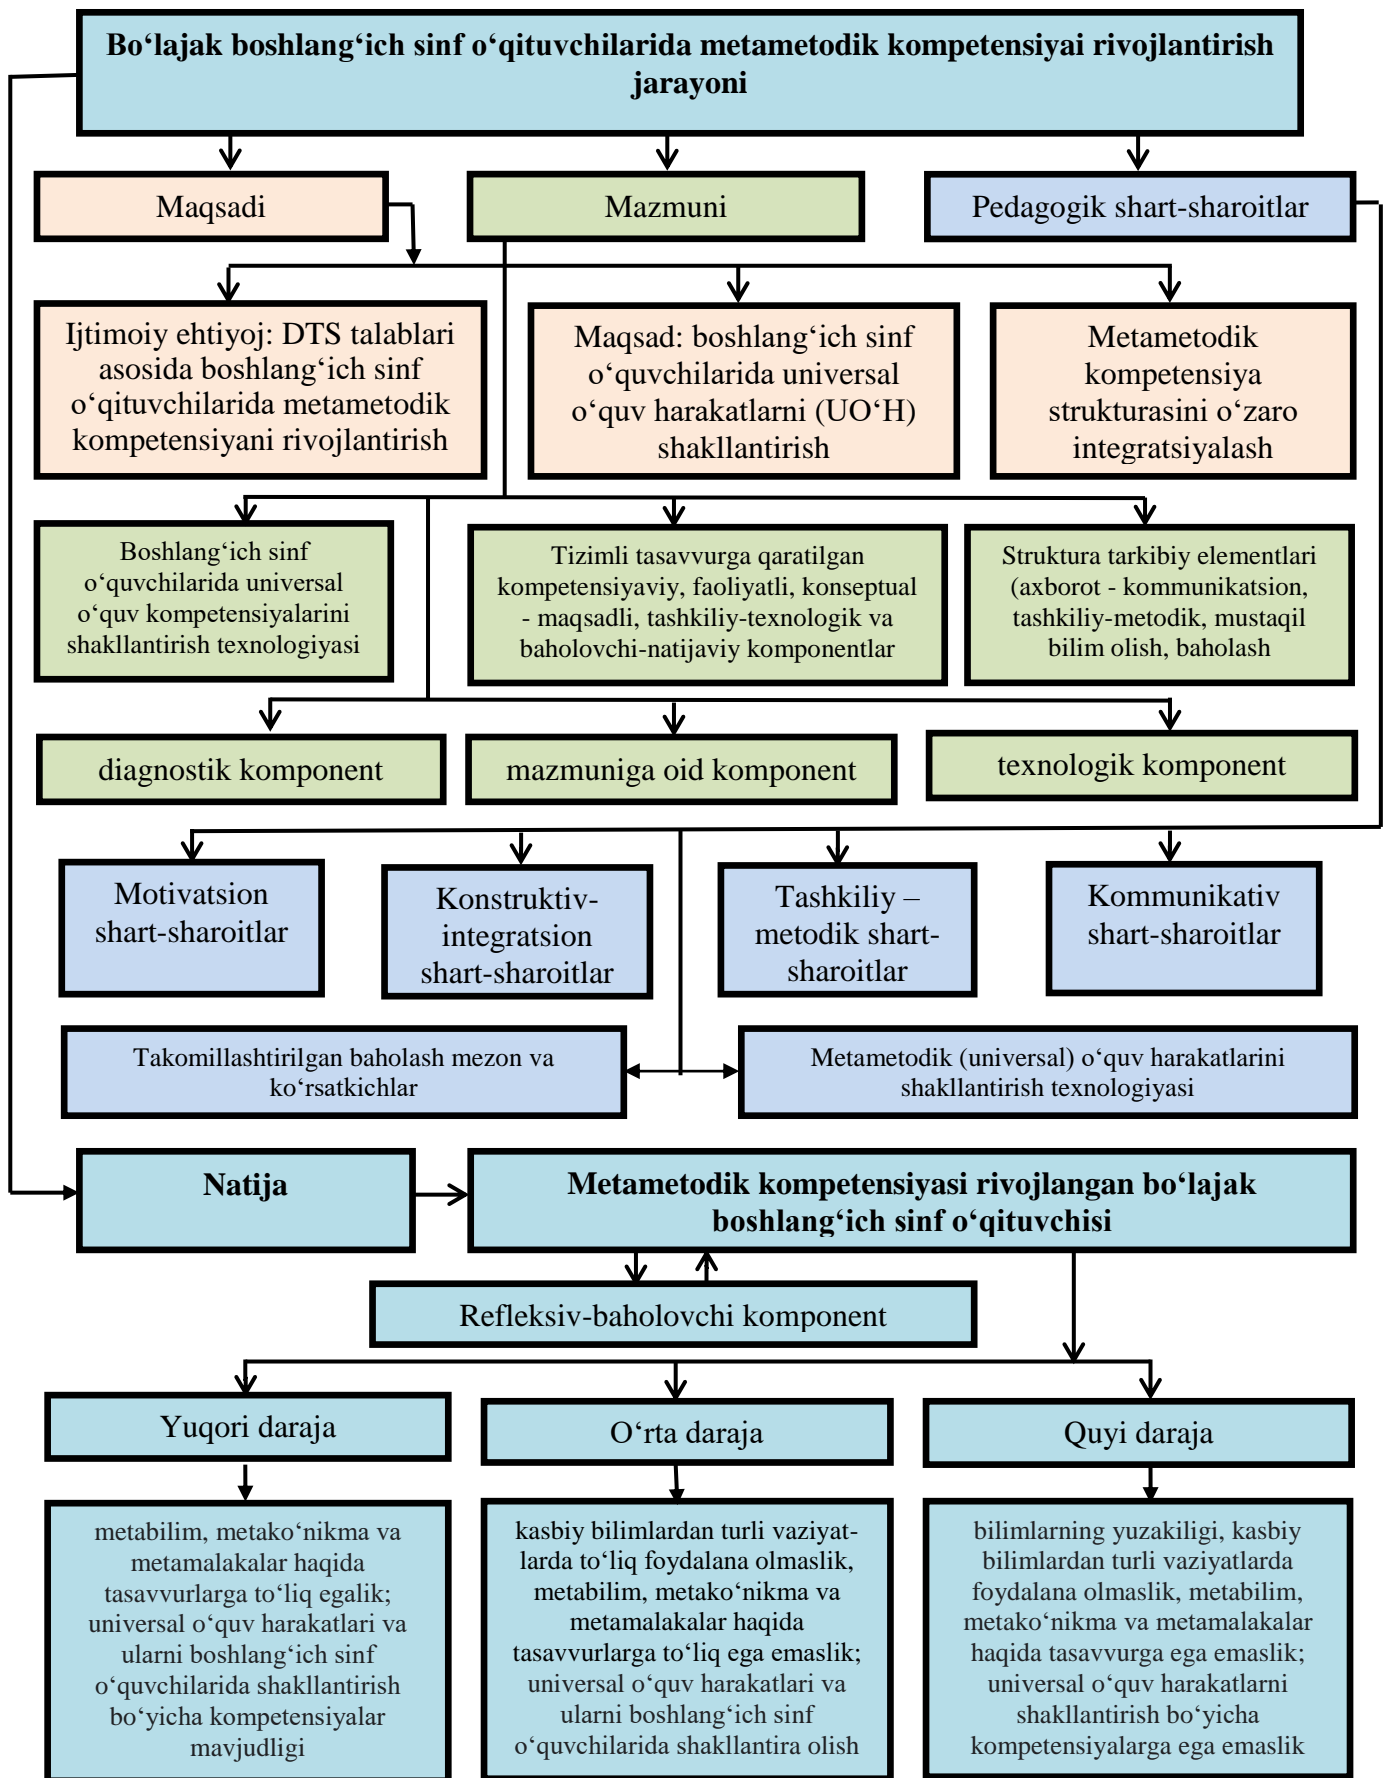 Bo‘lajak boshlang‘ich sinf o‘qituvchilarida metametodik kompetensiyai rivojlantirish
jarayoni
Maqsadi
Mazmuni
Pedagogik shart-sharoitlar
Ijtimoiy ehtiyoj: DTS talablari
asosida boshlang‘ich sinf
o‘qituvchilarida metametodik
kompetensiyani rivojlantirish
Maqsad: boshlang‘ich sinf
o‘quvchilarida universal
o‘quv harakatlarni (UO‘H)
shakllantirish
Metametodik
kompetensiya
strukturasini o‘zaro
integratsiyalash
Boshlang‘ich sinf
o‘quvchilarida universal
o‘quv kompetensiyalarini
shakllantirish texnologiyasi
Tizimli tasavvurga qaratilgan
kompetensiyaviy, faoliyatli, konseptual
- maqsadli, tashkiliy-texnologik va
baholovchi-natijaviy komponentlar
Struktura tarkibiy elementlari
(axborot - kommunikatsion,
tashkiliy-metodik, mustaqil
bilim olish, baholash
diagnostik komponent
mazmuniga oid komponent
texnologik komponent
Motivatsion
shart-sharoitlar
Konstruktiv-
integratsion
shart-sharoitlar
Tashkiliy –
metodik shart-
sharoitlar
Kommunikativ
shart-sharoitlar
Takomillashtirilgan baholash mezon va
ko‘rsatkichlar
Metametodik (universal) o‘quv harakatlarini
shakllantirish texnologiyasi
Natija
Metametodik kompetensiyasi rivojlangan bo‘lajak
boshlang‘ich sinf o‘qituvchisi
Refleksiv-baholovchi komponent
Yuqori daraja
O‘rta daraja
Quyi daraja
metabilim, metako‘nikma va
metamalakalar haqida
tasavvurlarga to‘liq egalik;
universal o‘quv harakatlari va
ularni boshlang‘ich sinf
o‘quvchilarida shakllantirish
bo‘yicha kompetensiyalar
mavjudligi
kasbiy bilimlardan turli vaziyat-
larda to‘liq foydalana olmaslik,
metabilim, metako‘nikma va
metamalakalar haqida
tasavvurlarga to‘liq ega emaslik;
universal o‘quv harakatlari va
ularni boshlang‘ich sinf
o‘quvchilarida shakllantira olish
bilimlarning yuzakiligi, kasbiy
bilimlardan turli vaziyatlarda
foydalana olmaslik, metabilim,
metako‘nikma va metamalakalar
haqida tasavvurga ega emaslik;
universal o‘quv harakatlarni
shakllantirish bo‘yicha
kompetensiyalarga ega emaslik